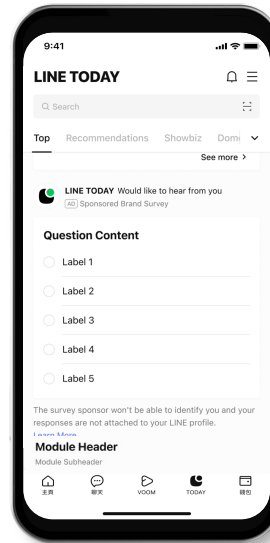 9:41
LINE TODAY
Search
Top Recommendations Showbiz Dom
See more >
LINE TODAY Would like to hear from you
AD Sponsored Brand Survey
Question Content
Label 1
Label 2
Label 3
Label 4
Label 5
The survey sponsor won't be able to identify you and your
responses are not attached to your LINE profile.
Learn More
Module Header
Module Subheader
主頁 聊天 VOOM TODAY 錢包